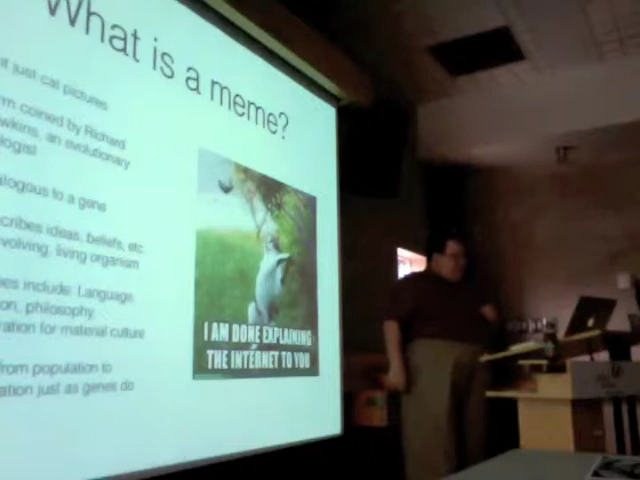 What is a meme?
t just cat pictures
rm coined by Richard
wkins, an evolutionary
logist
alogous to a gene
cribes ideas, beliefs, etc.
volving, living organism
es include: Language,
on, philosophy
ration for material culture
from population to
ation just as genes do
I AM DONE EXPLAINING
THE INTERNET TO YOU